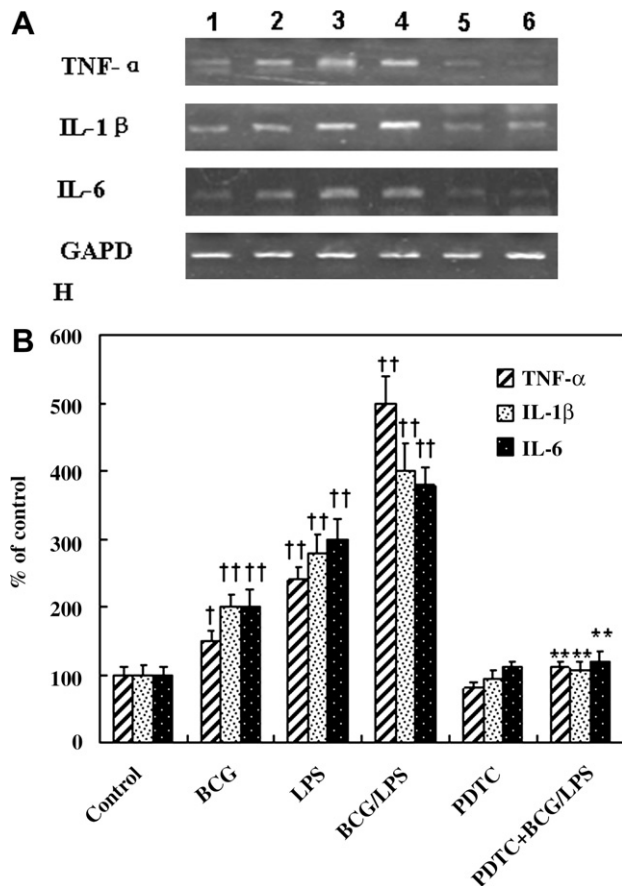 A
1 2 3 4 5 6
TNF-α
IL-1β
IL-6
GAPD
H
B
600
500
400
300
200
100
0
% of control
TNF-α
IL-1β
IL-6
†
††††
††
††
††
††
††
††
****
**
Control
BCG
LPS
BCG/LPS
PDTC
PDTC+BCG/LPS